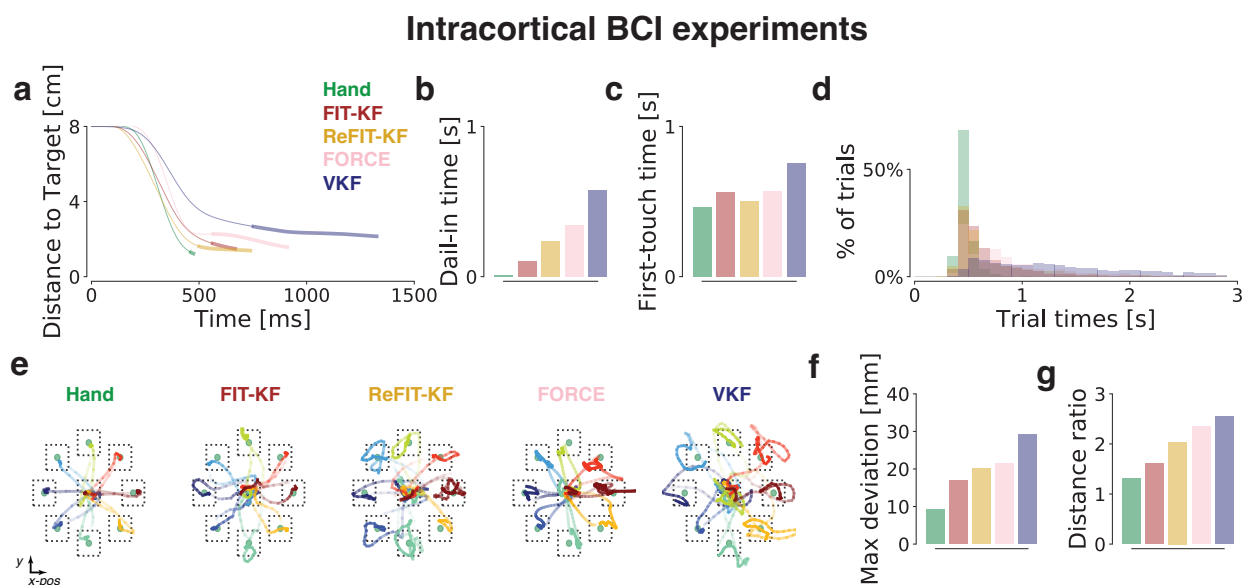 Intracortical BCI experiments
a
Distance to Target [cm]
8
4
0
0
500
1000
1500
Time [ms]
Hand
FIT-KF
ReFIT-KF
FORCE
VKF
b
Dail-in time [s]
1
0
c
First-touch time [s]
1
0
d
% of trials
50%
0%
0
1
2
3
Trial times [s]
e
Hand
FIT-KF
ReFIT-KF
FORCE
VKF
y
x-pos
f
Max deviation [mm]
40
30
20
10
0
g
Distance ratio
3
2
1
0